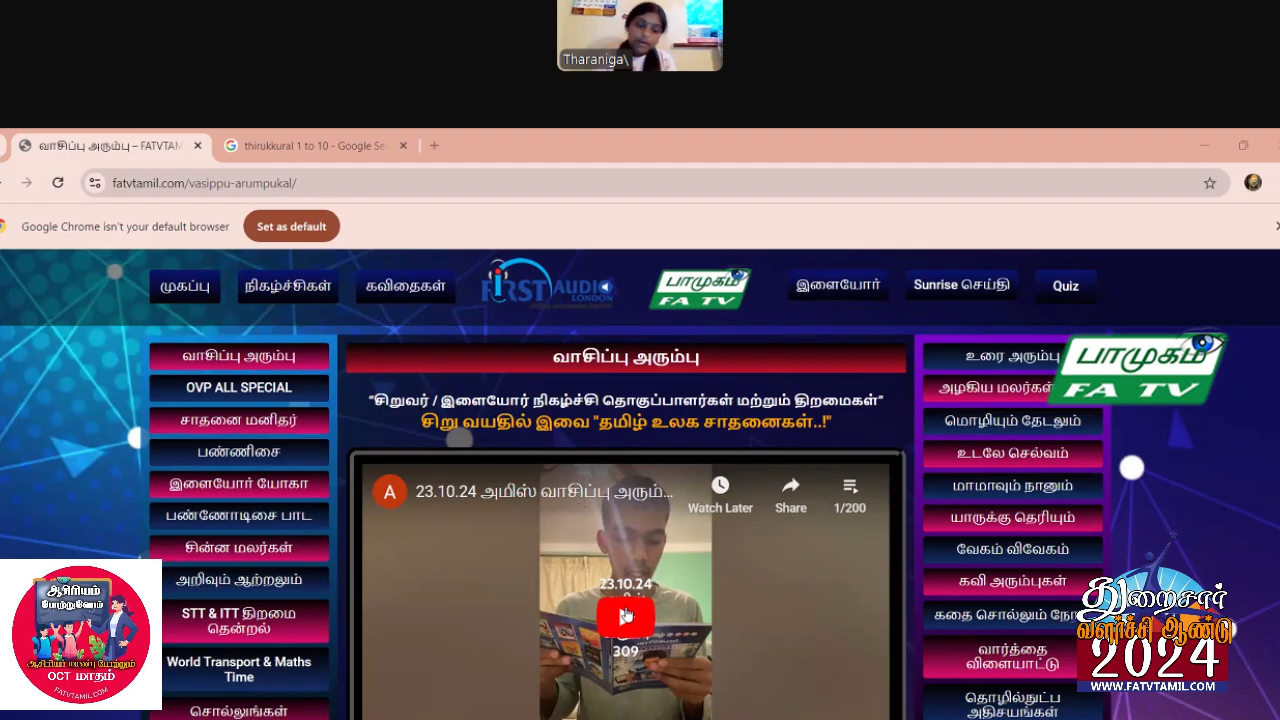 Tharaniga\
வாசிப்பு அரும்பு – FATVTAM
thirukkural 1 to 10 - Google Se
fatvtamil.com/vasippu-arumpukal/
Google Chrome isn't your default browser
Set as default
முகப்பு
நிகழ்ச்சிகள்
கவிதைகள்
FIRST AUDIO
LONDON
பாமுகம்
FA TV
இளையோர்
Sunrise செய்தி
Quiz
வாசிப்பு அரும்பு
OVP ALL SPECIAL
சாதனை மனிதர்
பண்ணிசை
இளையோர் யோகா
பண்ணோடிசை பாட
சின்ன மலர்கள்
அறிவும் ஆற்றலும்
STT & ITT திறமை
தென்றல்
World Transport & Maths
Time
சொல்லுங்கள்
வாசிப்பு அரும்பு
“சிறுவர் / இளையோர் நிகழ்ச்சி தொகுப்பாளர்கள் மற்றும் திறமைகள்”
சிறு வயதில் இவை "தமிழ் உலக சாதனைகள்..!"
A
23.10.24 அமிஸ் வாசிப்பு அரும்...
Watch Later
Share
1/200
23.10.24
309
உரை அரும்பு
அழகிய மலர்கள்
மொழியும் தேடலும்
உடலே செல்வம்
மாமாவும் நானும்
யாருக்கு தெரியும்
வேகம் விவேகம்
கவி அரும்புகள்
கதை சொல்லும் நே
வார்த்தை
விளையாட்டு
தொழில்நுட்ப
அதிசயங்கள்
பாமுகம்
FA TV
ஆசிரியம்
போற்றுனோம்
ஆசிரியம் மாண்பு போற்றும்
OCT மாதம்
FATVTAMIL.COM
துறைசார்
வளர்ச்சி ஆண்டு
2024
WWW.FATVTAMIL.COM